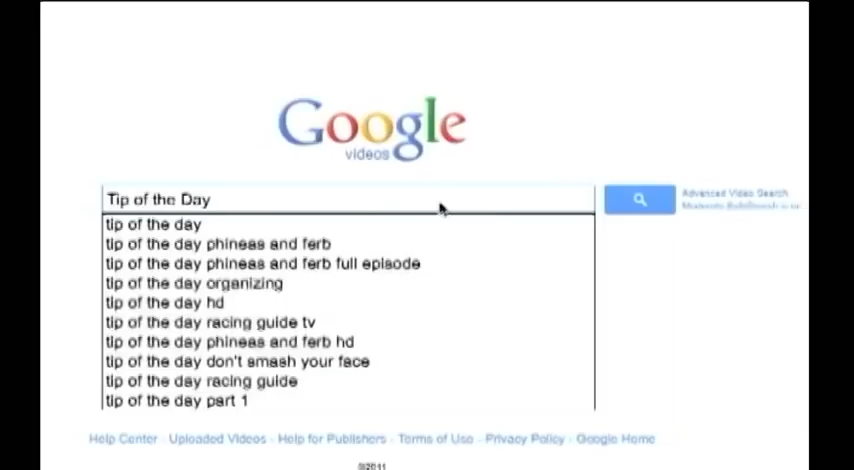 Google
videos
Tip of the Day
Advanced Video Search
tip of the day
tip of the day phineas and ferb
tip of the day phineas and ferb full episode
tip of the day organizing
tip of the day hd
tip of the day racing guide tv
tip of the day phineas and ferb hd
tip of the day don't smash your face
tip of the day racing guide
tip of the day part 1
Help Center - Uploaded Videos - Help for Publishers - Terms of Use - Privacy Policy - Google Home
©2011